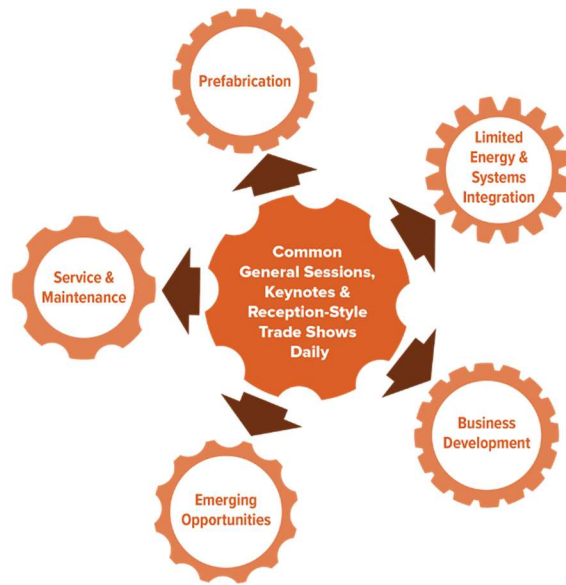 Prefabrication
Limited
Energy &
Systems
Integration
Common
General Sessions,
Keynotes &
Reception-Style
Trade Shows
Daily
Service &
Maintenance
Business
Development
Emerging
Opportunities